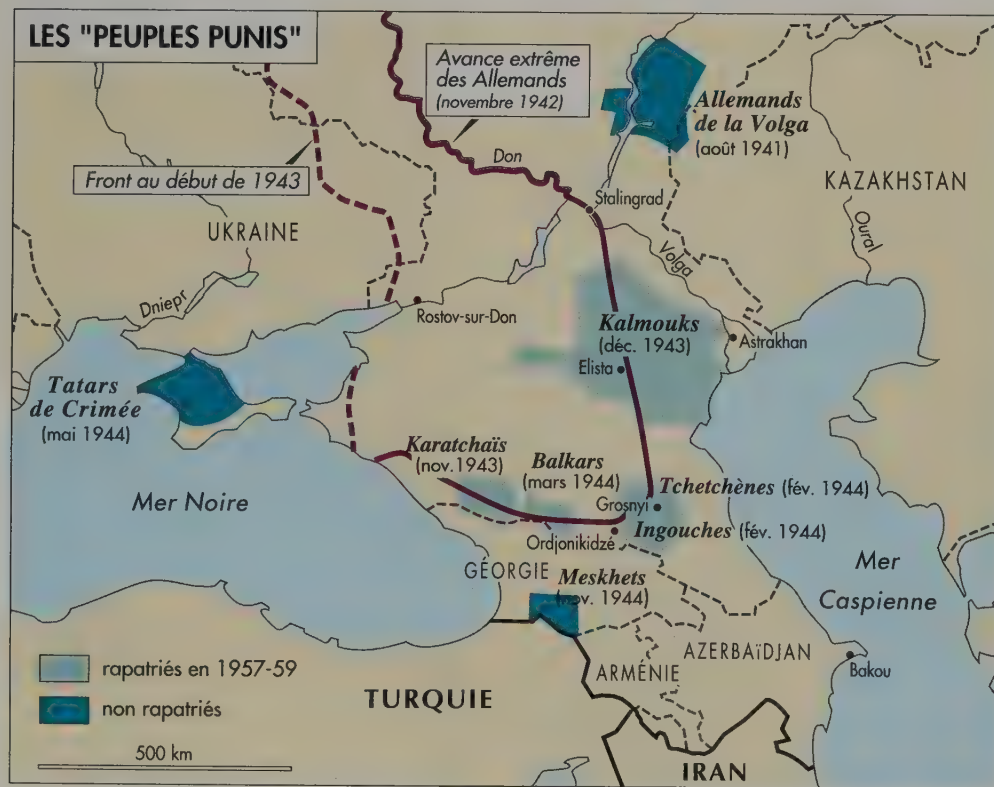 LES "PEUPLES PUNIS"
Avance extrême
des Allemands
(novembre 1942)
Allemands
de la Volga
(août 1941)
Front au début de 1943
Don
KAZAKHSTAN
Stalingrad
Oural
UKRAINE
Volga
Dniepr
Rostov-sur-Don
Kalmouks
(déc. 1943)
Astrakhan
Elista
Tatars
de Crimée
(mai 1944)
Karatchaïs
(nov. 1943)
Balkars
(mars 1944)
Tchetchènes (fév. 1944)
Grosnyi
Mer Noire
Ingouches (fév. 1944)
Ordjonikidzé
GÉORGIE
Meskhets
(nov. 1944)
Mer
Caspienne
AZERBAïDJAN
ARMÉNIE
Bakou
rapatriés en 1957-59
TURQUIE
non rapatriés
500 km
IRAN